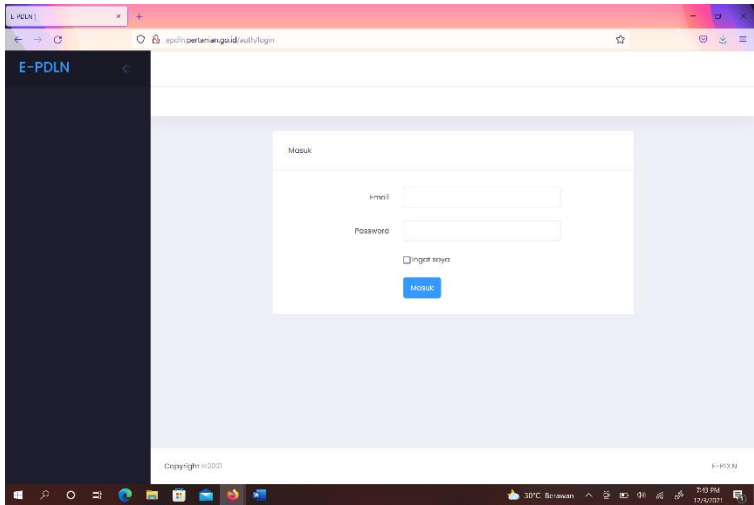 E-PDLN |
epdln.pertanian.go.id/auth/login
E-PDLN
Masuk
Email
Password
Ingat saya
Masuk
Copyright ©2021
E-PDLN
30°C Berawan
7:43 PM
12/3/2021